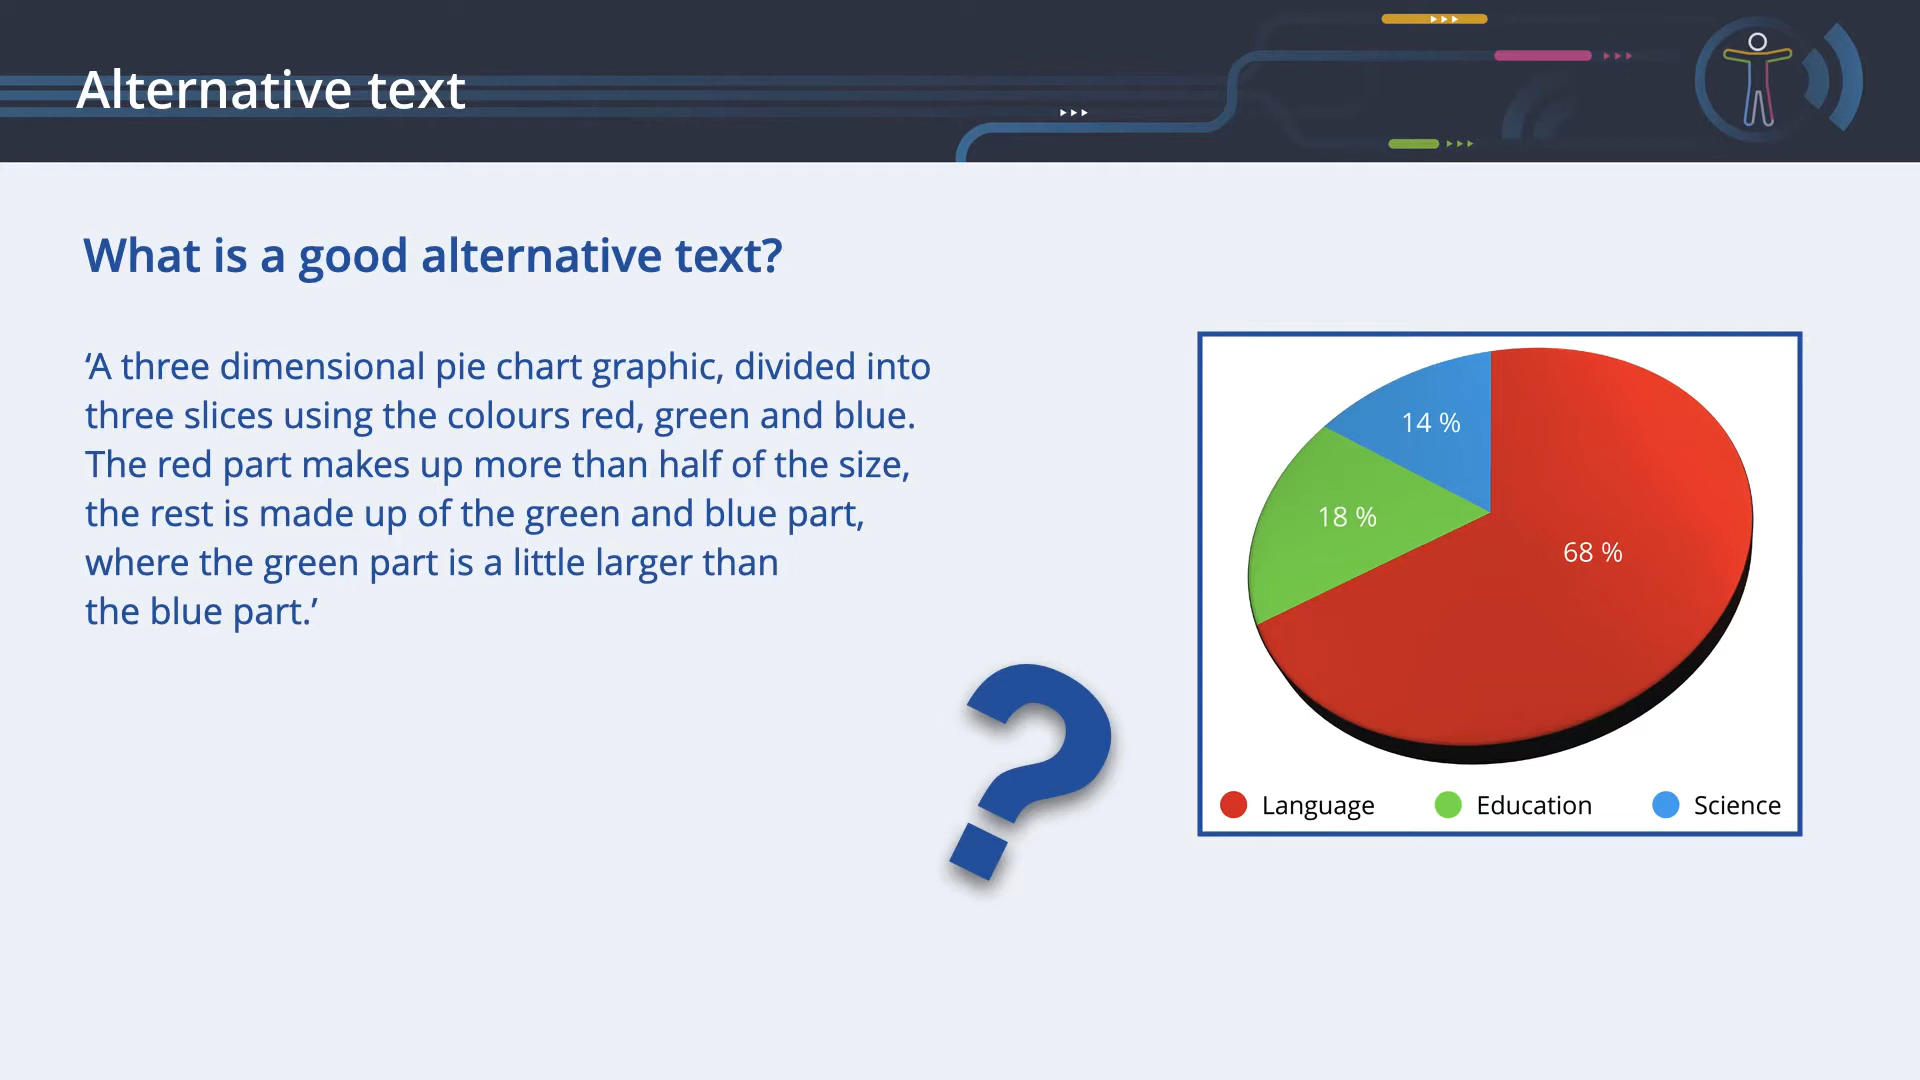 Alternative text
What is a good alternative text?
‘A three dimensional pie chart graphic, divided into
three slices using the colours red, green and blue.
The red part makes up more than half of the size,
the rest is made up of the green and blue part,
where the green part is a little larger than
the blue part.’
?
14 %
18 %
68 %
Language
Education
Science